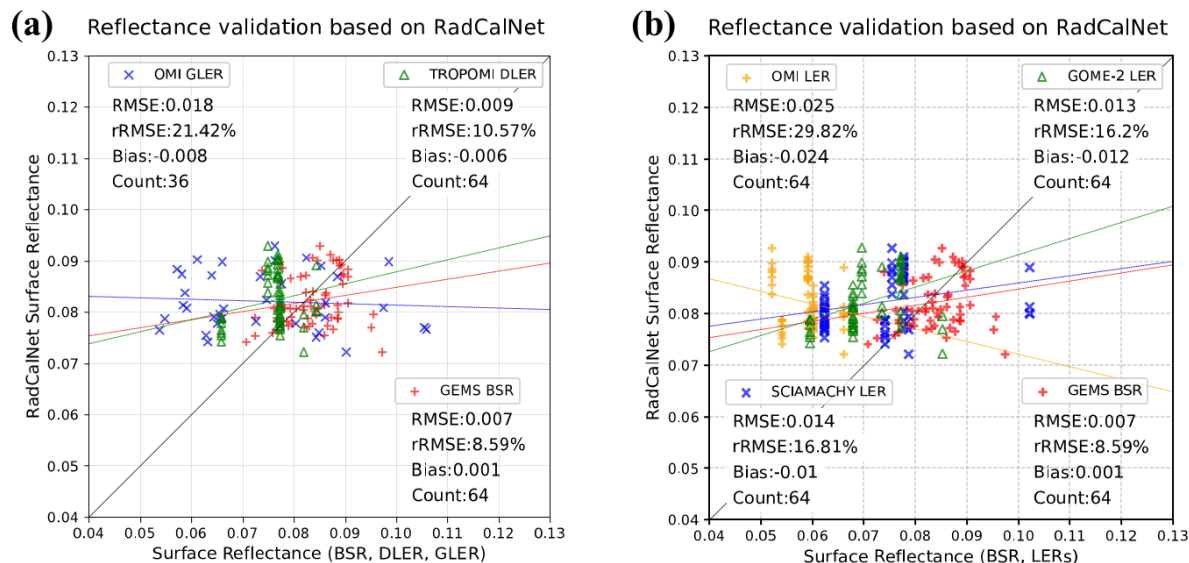 (a) Reflectance validation based on RadCalNet
RadCalNet Surface Reflectance
0.13
0.12
0.11
0.10
0.09
0.08
0.07
0.06
0.05
0.04
OMI GLER
RMSE:0.018
rRMSE:21.42%
Bias:-0.008
Count:36
TROPOMI DLER
RMSE:0.009
rRMSE:10.57%
Bias:-0.006
Count:64
GEMS BSR
RMSE:0.007
rRMSE:8.59%
Bias:0.001
Count:64
0.04 0.05 0.06 0.07 0.08 0.09 0.10 0.11 0.12 0.13
Surface Reflectance (BSR, DLER, GLER)
(b) Reflectance validation based on RadCalNet
RadCalNet Surface Reflectance
0.13
0.12
0.11
0.10
0.09
0.08
0.07
0.06
0.05
0.04
OMI LER
RMSE:0.025
rRMSE:29.82%
Bias:-0.024
Count:64
GOME-2 LER
RMSE:0.013
rRMSE:16.2%
Bias:-0.012
Count:64
SCIAMACHY LER
RMSE:0.014
rRMSE:16.81%
Bias:-0.01
Count:64
GEMS BSR
RMSE:0.007
rRMSE:8.59%
Bias:0.001
Count:64
0.04 0.05 0.06 0.07 0.08 0.09 0.10 0.11 0.12 0.13
Surface Reflectance (BSR, LERs)